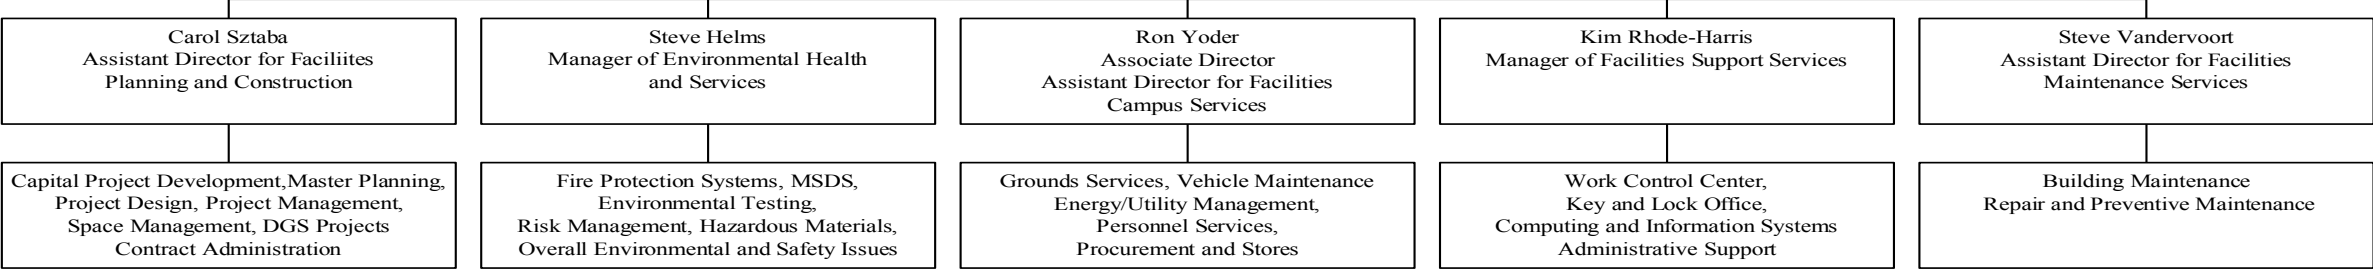 Carol Sztaba
Assistant Director for Faciliites
Planning and Construction
Steve Helms
Manager of Environmental Health
and Services
Ron Yoder
Associate Director
Assistant Director for Facilities
Campus Services
Kim Rhode-Harris
Manager of Facilities Support Services
Steve Vandervoort
Assistant Director for Facilities
Maintenance Services
Capital Project Development,Master Planning,
Project Design, Project Management,
Space Management, DGS Projects
Contract Administration
Fire Protection Systems, MSDS,
Environmental Testing,
Risk Management, Hazardous Materials,
Overall Environmental and Safety Issues
Grounds Services, Vehicle Maintenance
Energy/Utility Management,
Personnel Services,
Procurement and Stores
Work Control Center,
Key and Lock Office,
Computing and Information Systems
Administrative Support
Building Maintenance
Repair and Preventive Maintenance